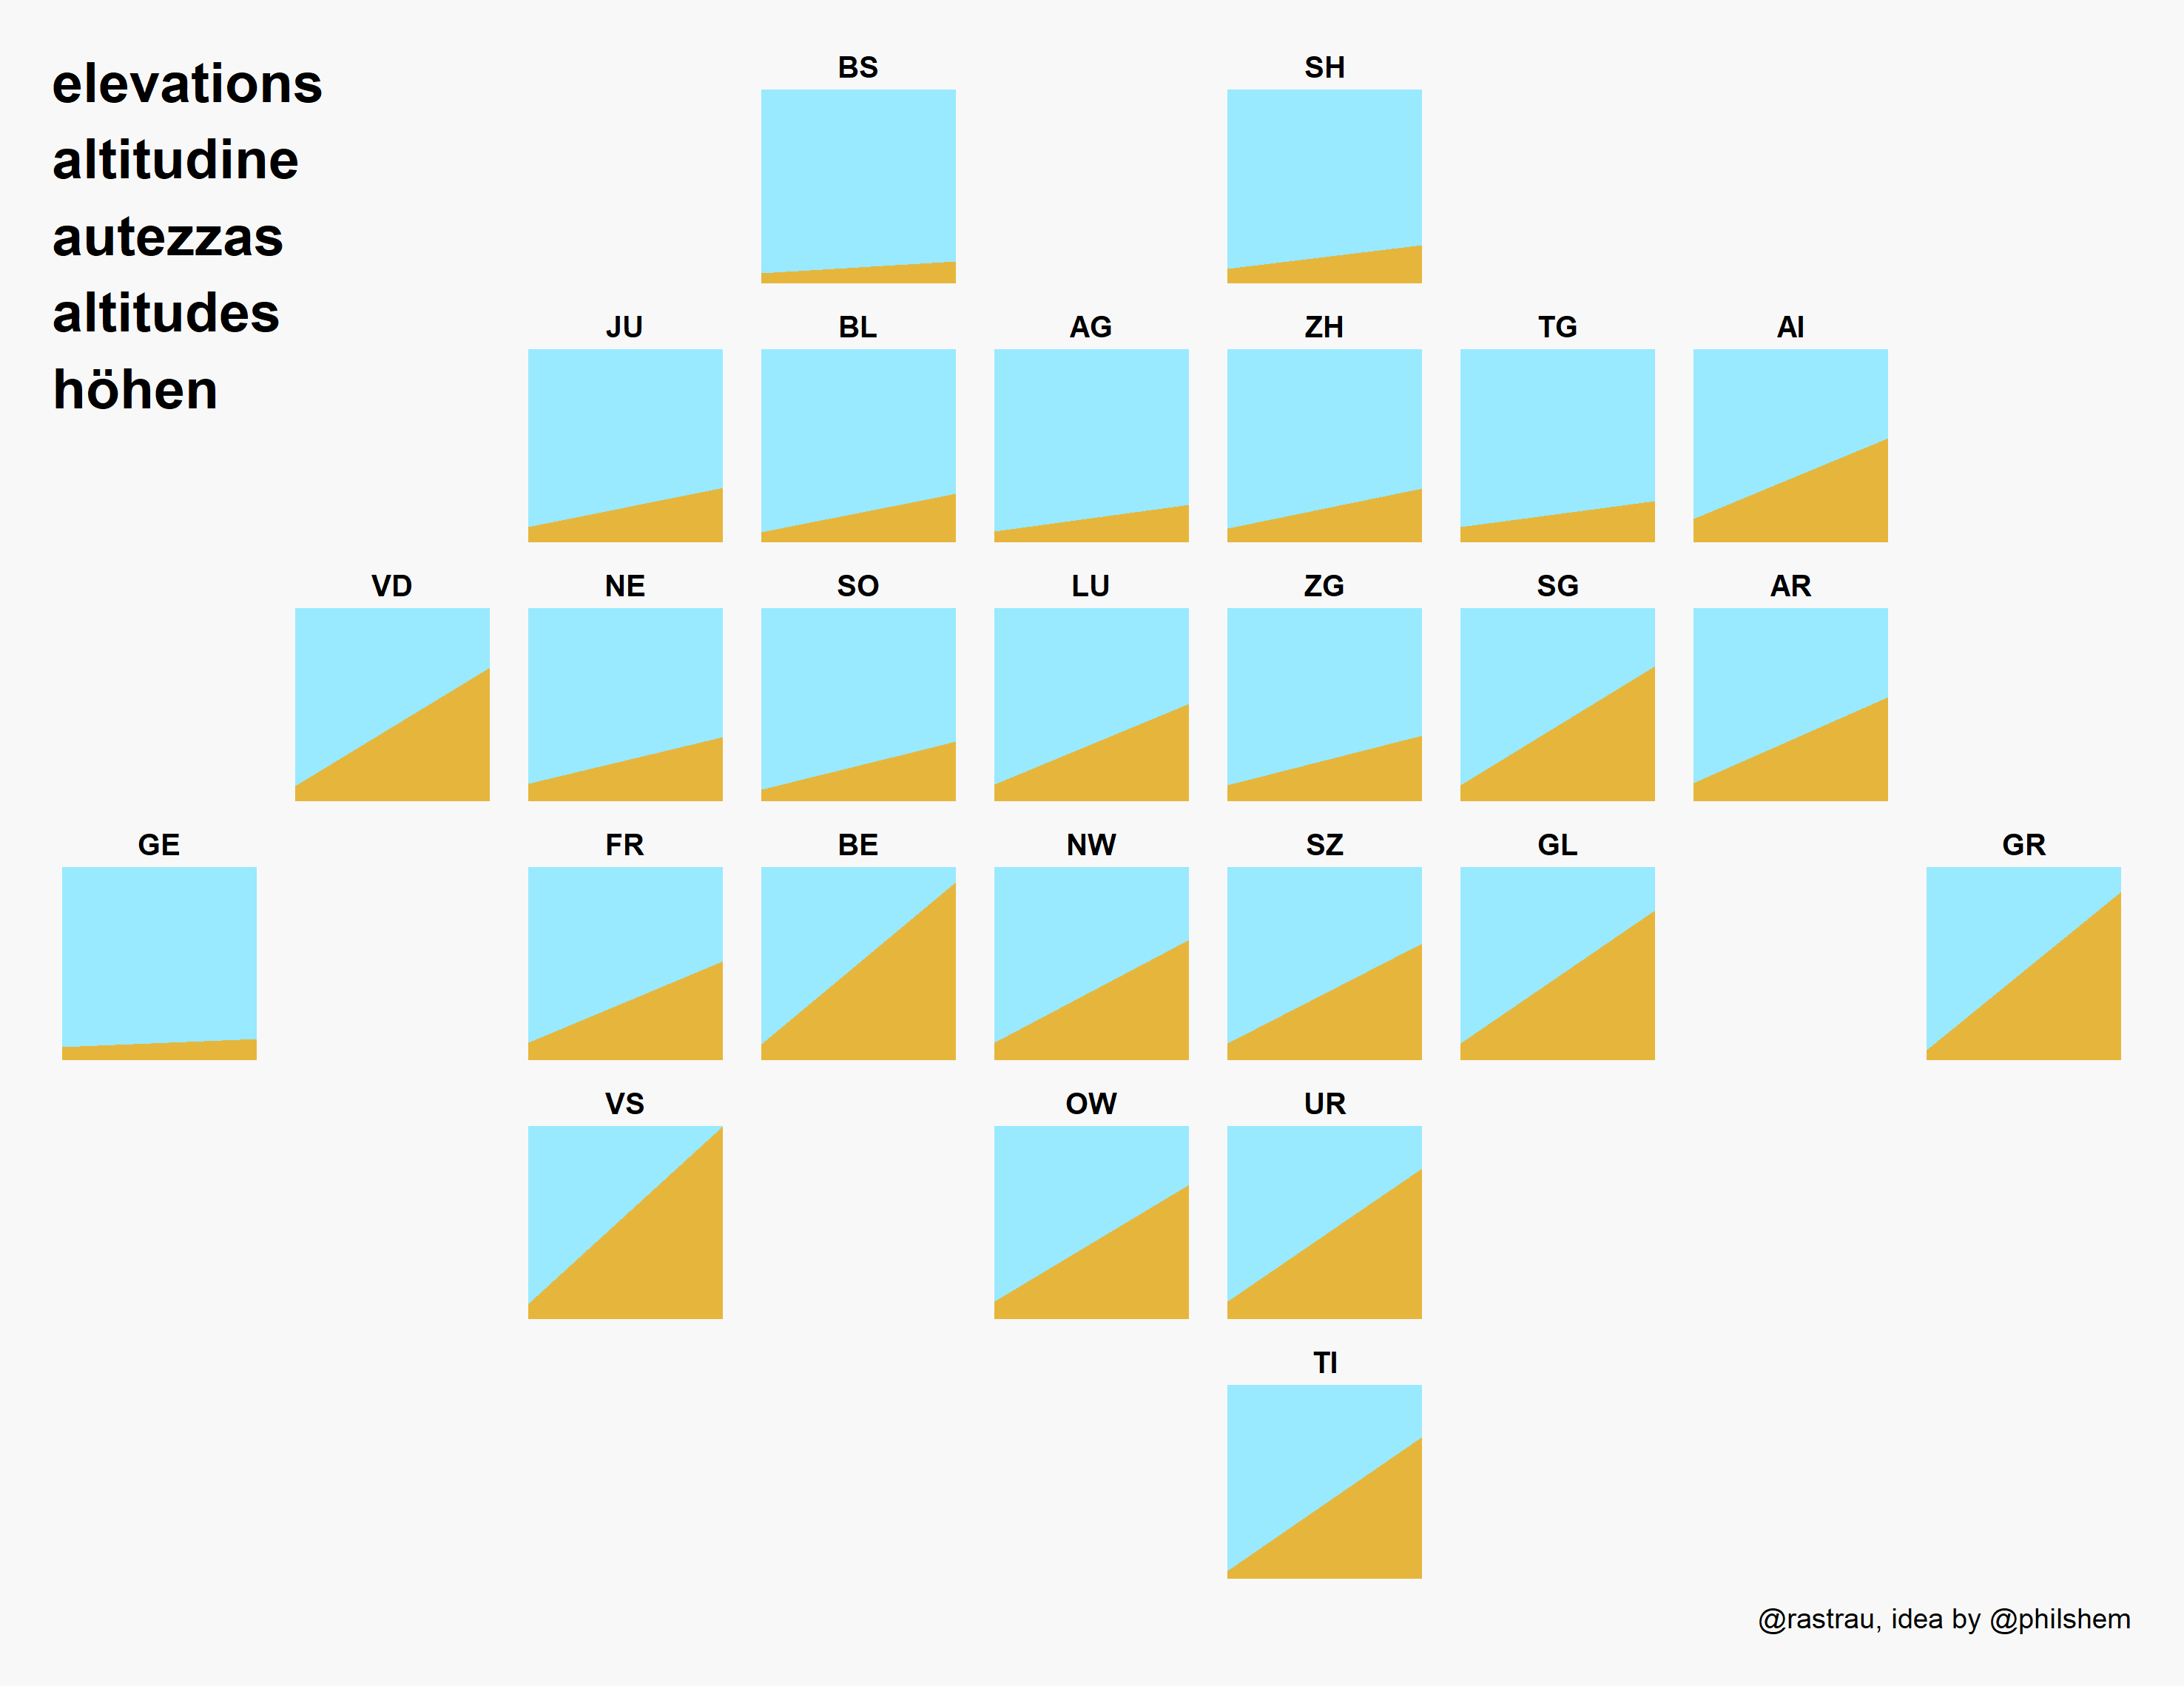 elevations
altitudine
autezzas
altitudes
höhen
BS SH
JU BL AG ZH TG AI
VD NE SO LU ZG SG AR
GE FR BE NW SZ GL GR
VS OW UR
TI
@rastrau, idea by @philshem